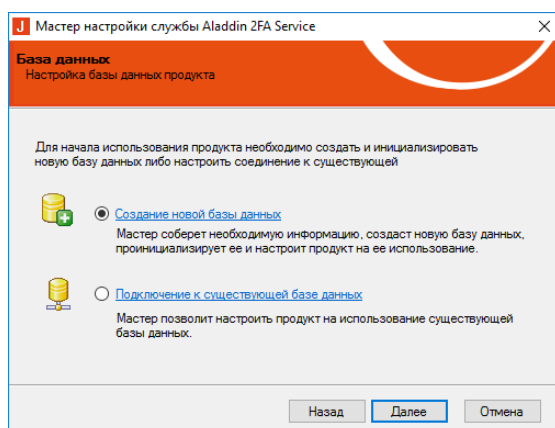 J Мастер настройки службы Aladdin 2FA Service
База данных
Настройка базы данных продукта
Для начала использования продукта необходимо создать и инициализировать
новую базу данных либо настроить соединение к существующей
Создание новой базы данных
Мастер соберет необходимую информацию, создаст новую базу данных,
проинициализирует ее и настроит продукт на ее использование.
Подключение к существующей базе данных
Мастер позволит настроить продукт на использование существующей
базы данных.
Назад Далее Отмена